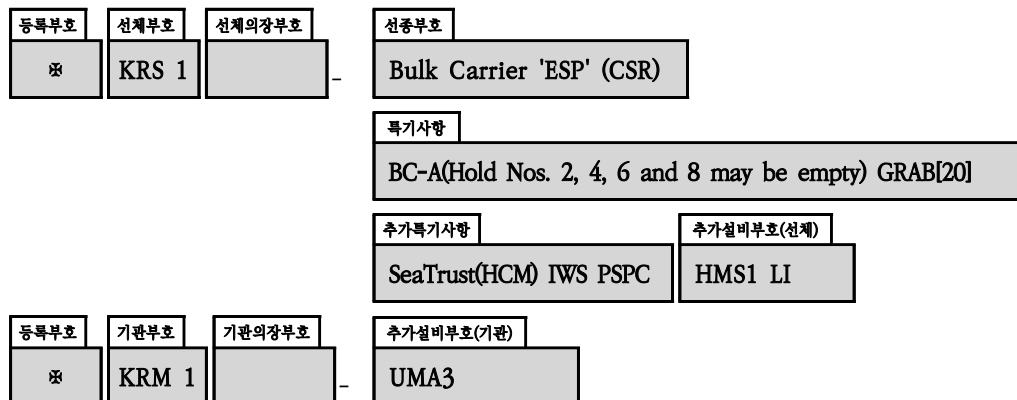 등록부호 선체부호 선체의장부호 선종부호
✠ KRS 1 - Bulk Carrier 'ESP' (CSR)
특기사항
BC-A(Hold Nos. 2, 4, 6 and 8 may be empty) GRAB[20]
추가특기사항 추가설비부호(선체)
SeaTrust(HCM) IWS PSPC HMS1 LI
등록부호 기관부호 기관의장부호 추가설비부호(기관)
✠ KRM 1 - UMA3